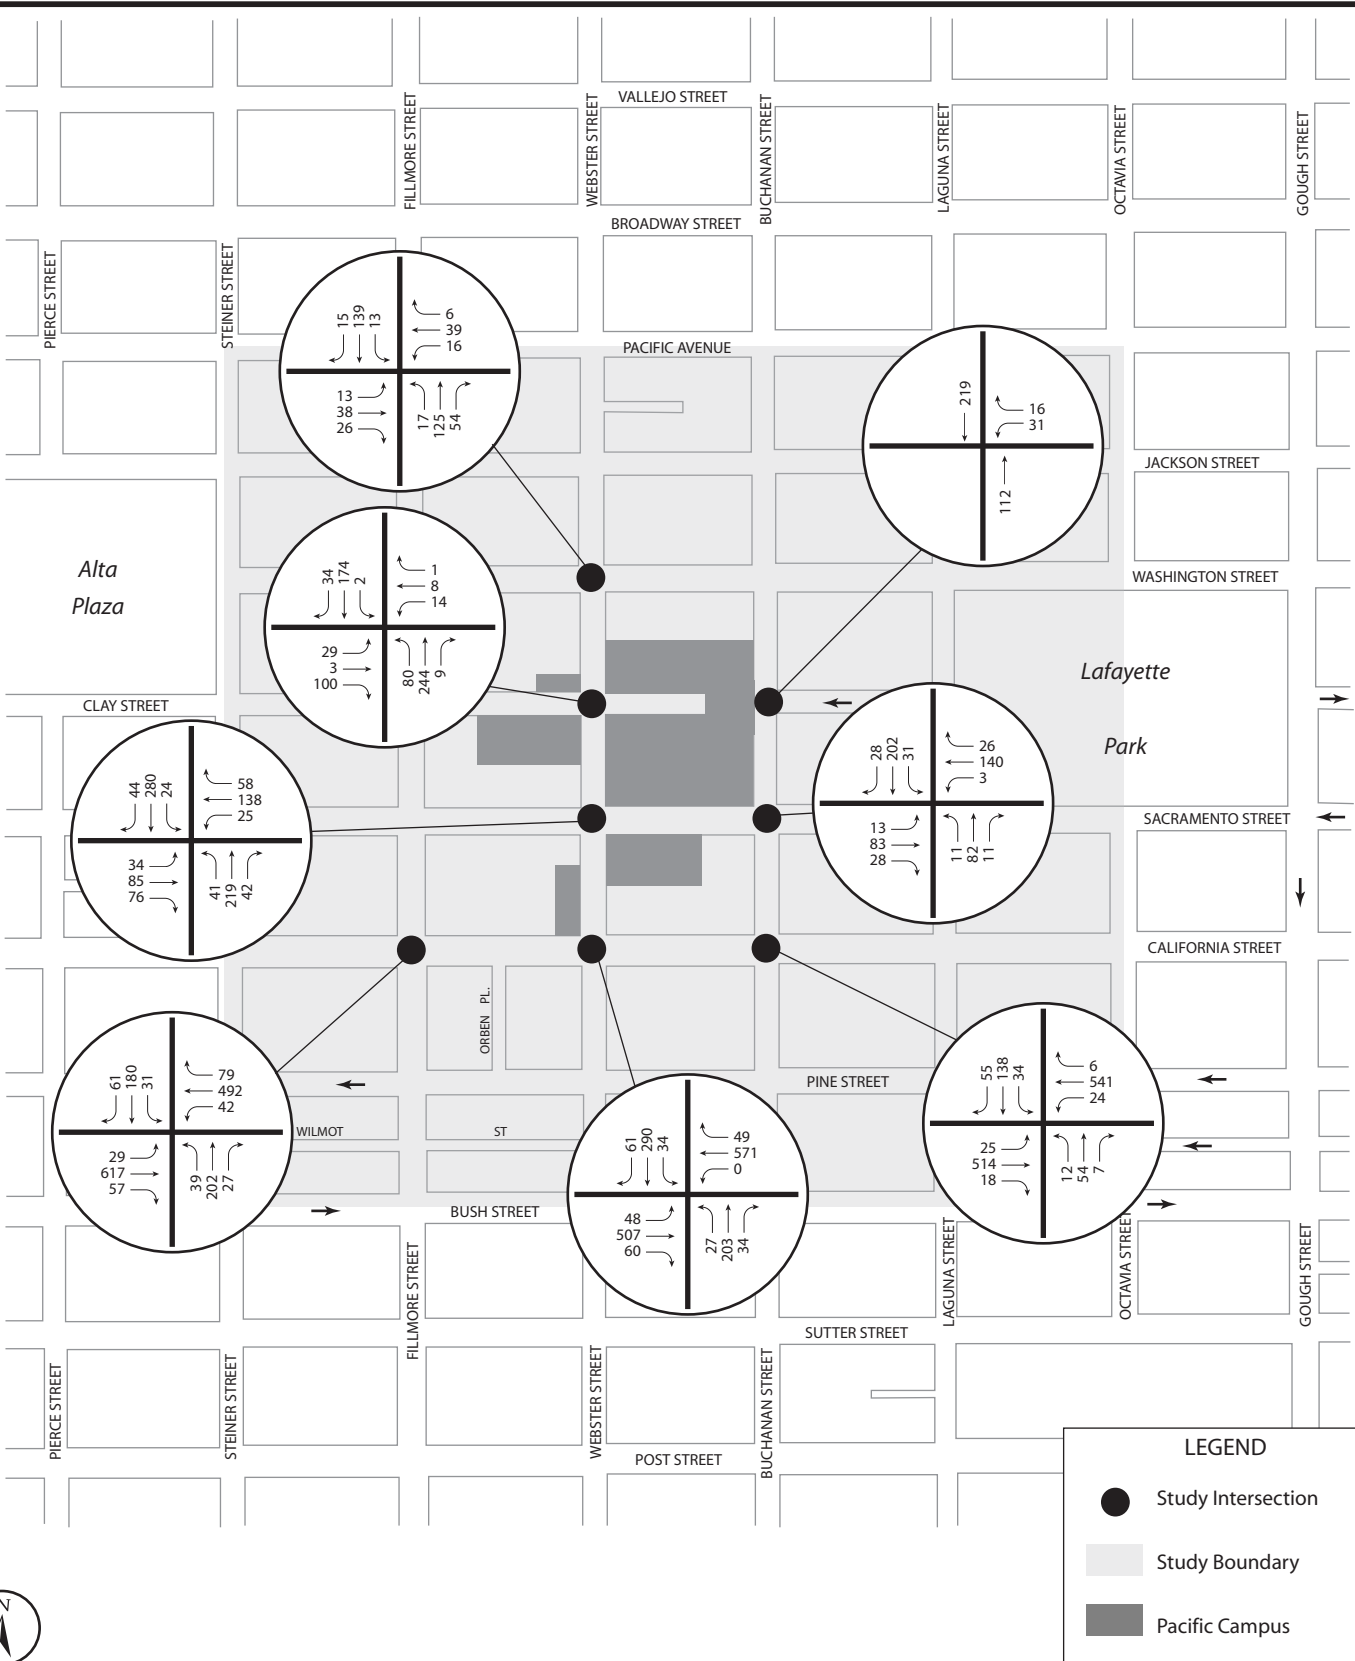 VALLEJO STREET
FILLMORE STREET
WEBSTER STREET
BUCHANAN STREET
LAGUNA STREET
OCTAVIA STREET
GOUGH STREET
BROADWAY STREET
PIERCE STREET
STEINER STREET
PACIFIC AVENUE
15
139
13
6
39
16
13
38
26
17
125
54
219
16
31
112
JACKSON STREET
WASHINGTON STREET
Alta
Plaza
34
174
2
1
8
14
29
3
100
80
244
9
Lafayette
Park
CLAY STREET
44
280
24
58
138
25
34
85
76
41
219
42
28
202
31
26
140
3
13
83
28
11
82
11
SACRAMENTO STREET
CALIFORNIA STREET
ORBEN PL.
61
180
31
79
492
42
29
617
57
39
202
27
PINE STREET
WILMOT
ST
61
290
34
49
571
0
48
507
60
27
203
34
55
138
34
6
541
24
25
514
18
12
54
7
BUSH STREET
FILLMORE STREET
LAGUNA STREET
OCTAVIA STREET
GOUGH STREET
SUTTER STREET
PIERCE STREET
STEINER STREET
WEBSTER STREET
BUCHANAN STREET
POST STREET
LEGEND
Study Intersection
Study Boundary
Pacific Campus
N